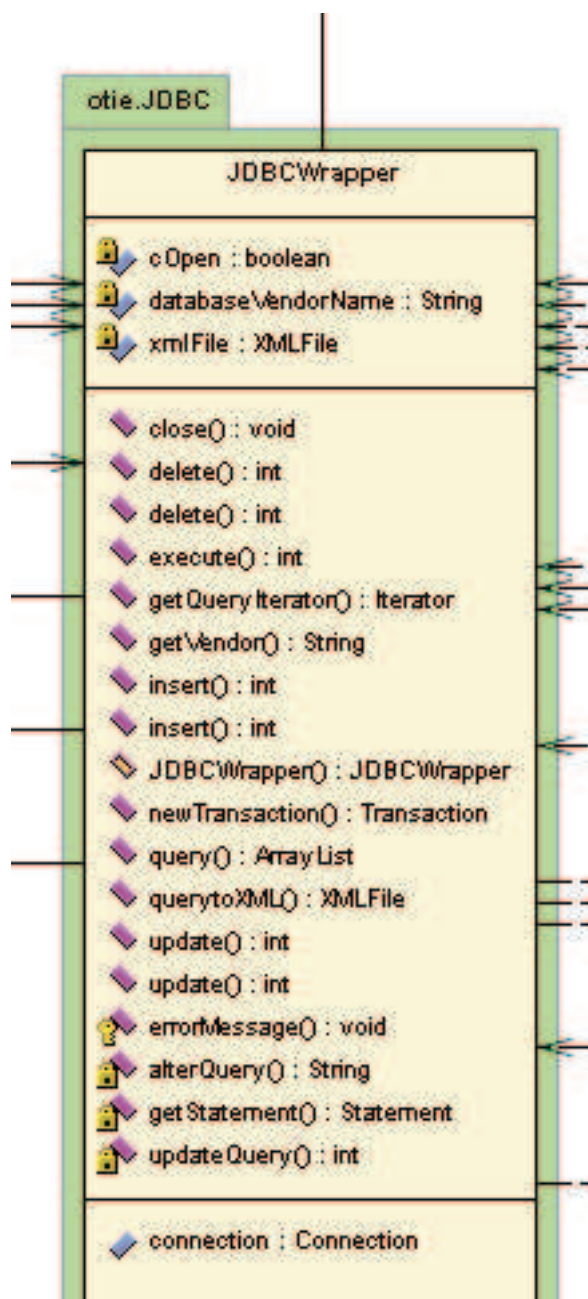 otie.JDBC
JDBCWrapper
cOpen : boolean
databaseVendorName : String
xmlFile : XMLFile
close() : void
delete() : int
delete() : int
execute() : int
getQueryIterator() : Iterator
getVendor() : String
insert() : int
insert() : int
JDBCWrapper() : JDBCWrapper
newTransaction() : Transaction
query() : ArrayList
querytoXML() : XMLFile
update() : int
update() : int
errorMessage() : void
alterQuery() : String
getStatement() : Statement
updateQuery() : int
connection : Connection